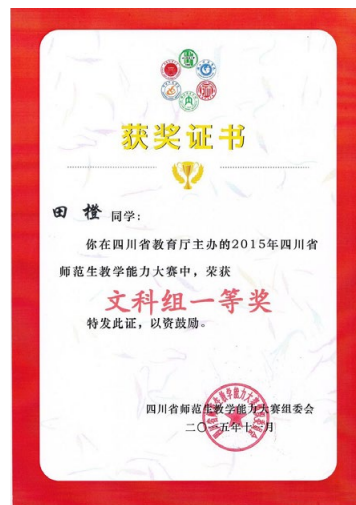 获奖证书
田橙 同学：
你在四川省教育厅主办的2015年四川省
师范生教学能力大赛中，荣获
文科组一等奖
特发此证，以资鼓励。
四川省师范生教学能力大赛组委会
二〇一五年十一月